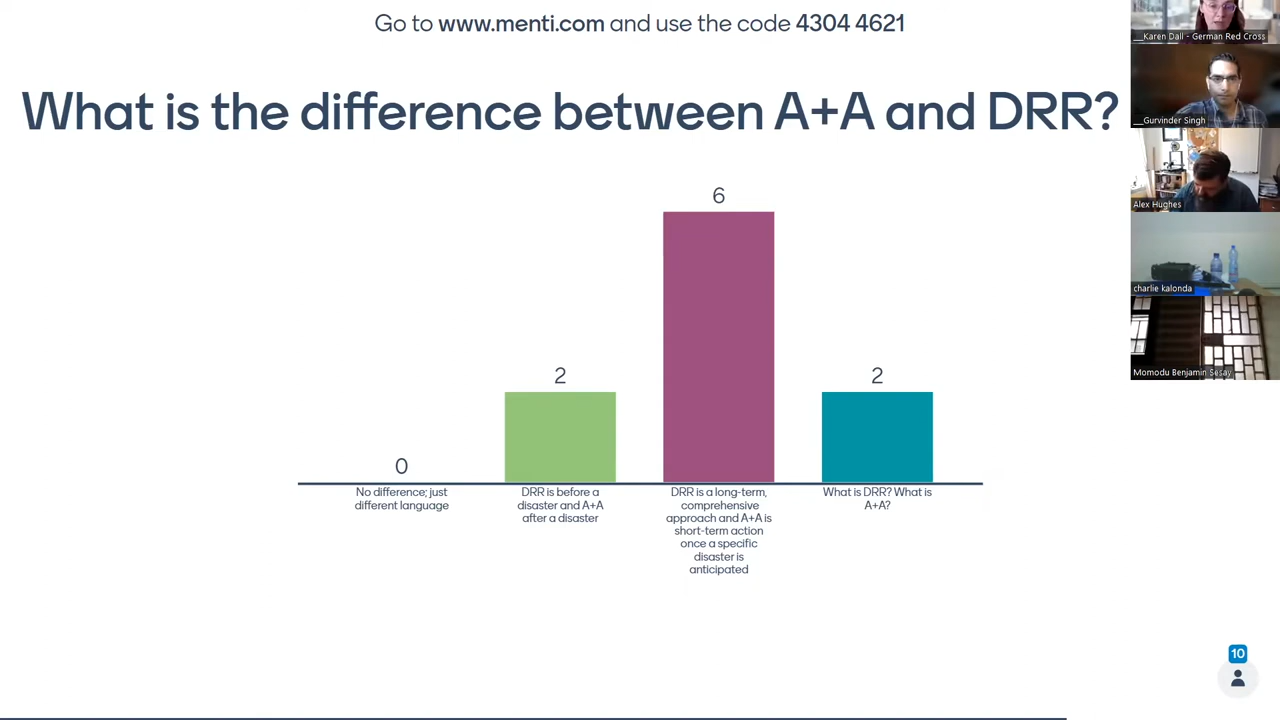 Go to www.menti.com and use the code 4304 4621
What is the difference between A+A and DRR?
0
2
6
2
No difference; just
different language
DRR is before a
disaster and A+A
after a disaster
DRR is a long-term,
comprehensive
approach and A+A is
short-term action
once a specific
disaster is
anticipated
What is DRR? What is
A+A?
__Karen Dall - German Red Cross
__Gurvinder Singh
Alex Hughes
charlie kalonda
Momodu Benjamin Sesay
10